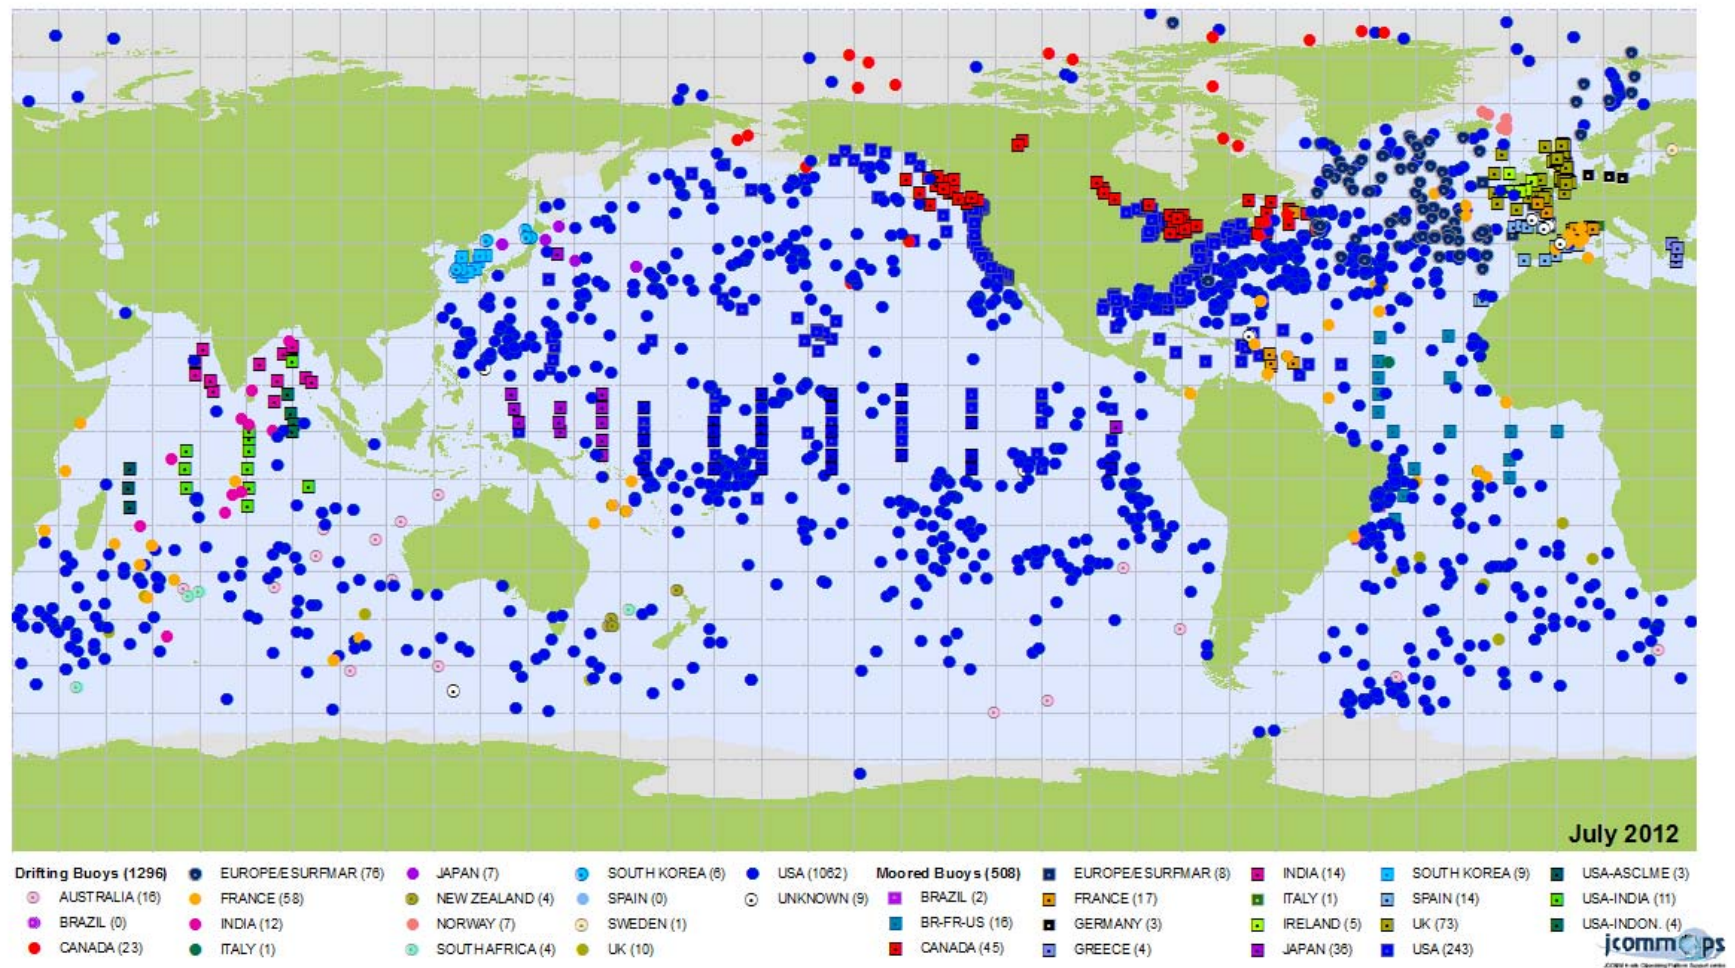 July 2012
Drifting Buoys (1296) EUROPE/ESURFMAR (76) JAPAN (7) SOUTH KOREA (6) USA (1062) Moored Buoys (508) EUROPE/ESURFMAR (8) INDIA (14) SOUTH KOREA (9) USA-ASCLME (3)
AUSTRALIA (16) FRANCE (58) NEW ZEALAND (4) SPAIN (0) UNKNOWN (9) BRAZIL (2) FRANCE (17) ITALY (1) SPAIN (14) USA-INDIA (11)
BRAZIL (0) INDIA (12) NORWAY (7) SWEDEN (1) BR-FR-US (16) GERMANY (3) IRELAND (5) UK (73) USA-INDON. (4)
CANADA (23) ITALY (1) SOUTH AFRICA (4) UK (10) CANADA (45) GREECE (4) JAPAN (36) USA (243)
jcommops